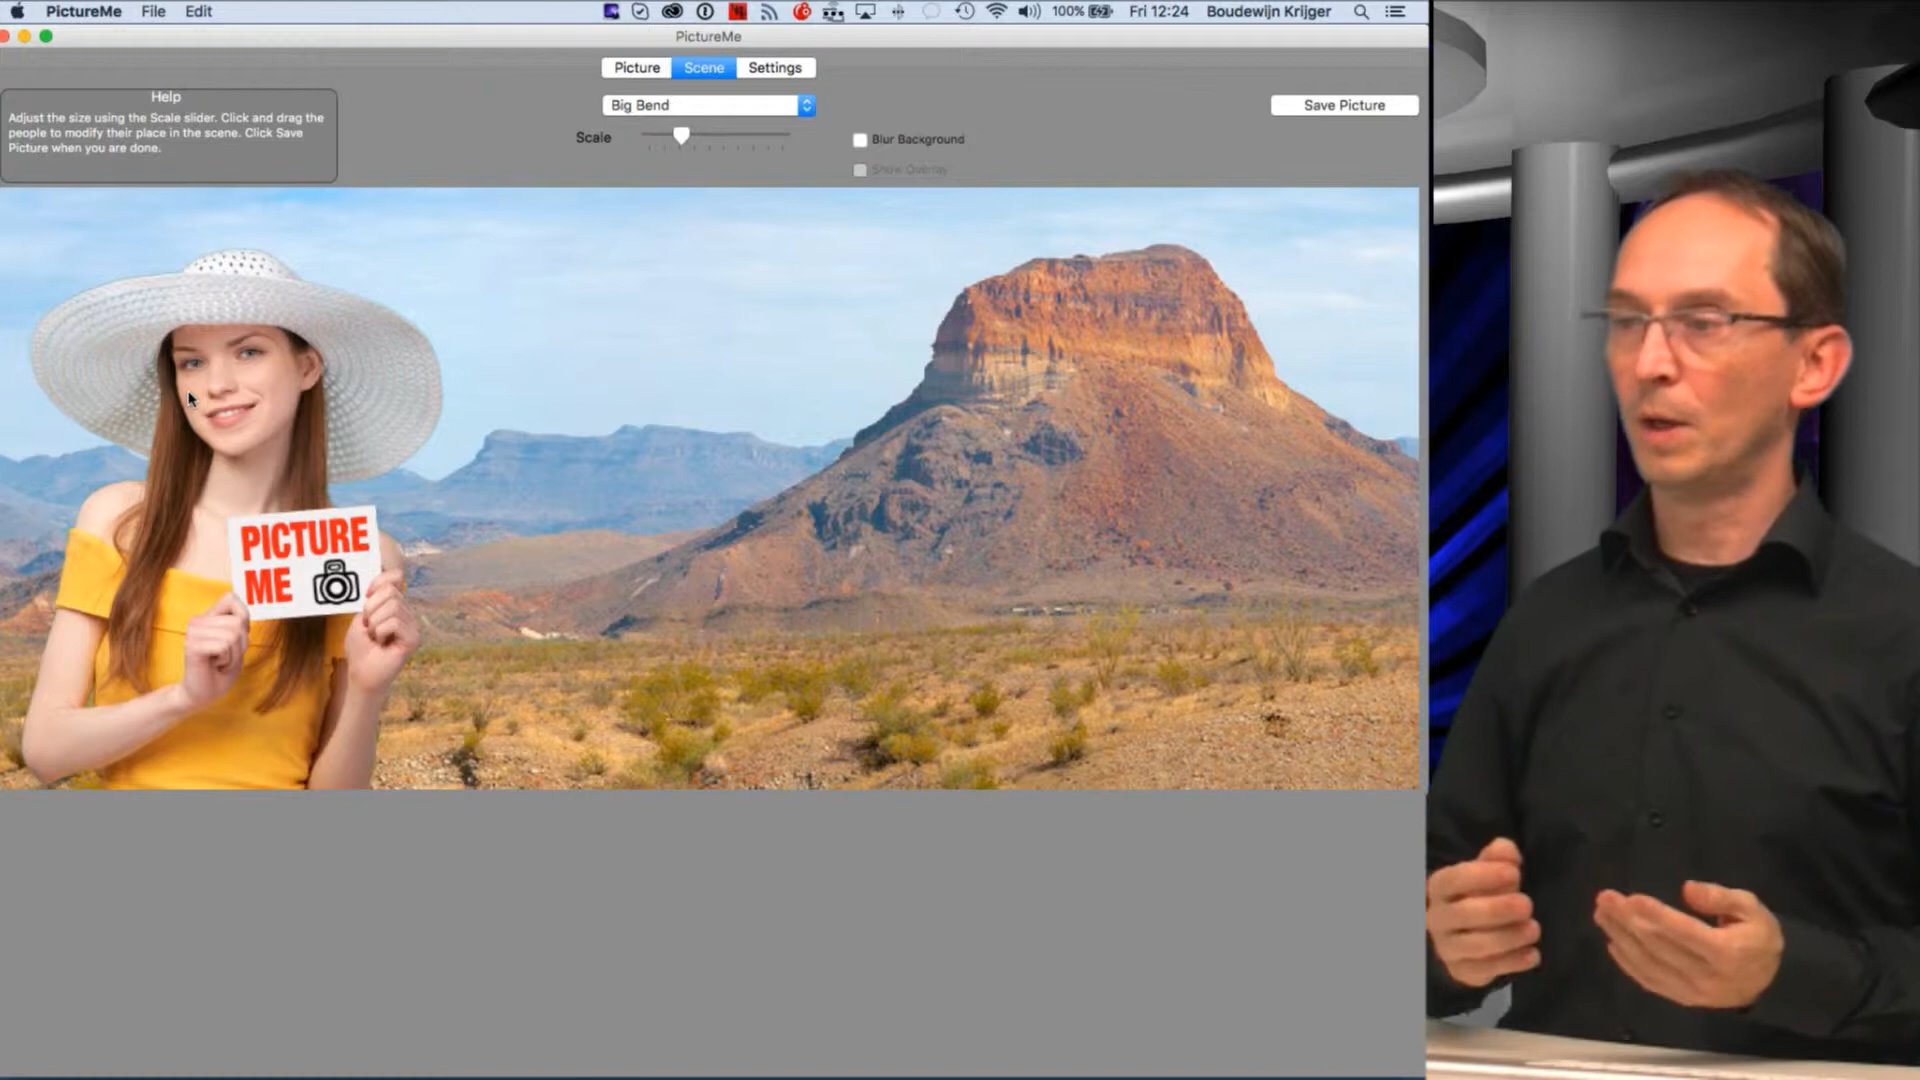 PictureMe File Edit 100% Fri 12:24 Boudewijn Krijger
PictureMe
Picture Scene Settings
Help
Adjust the size using the Scale slider. Click and drag the
people to modify their place in the scene. Click Save
Picture when you are done.
Big Bend
Save Picture
Scale
Blur Background
Show Overlay
PICTURE
ME